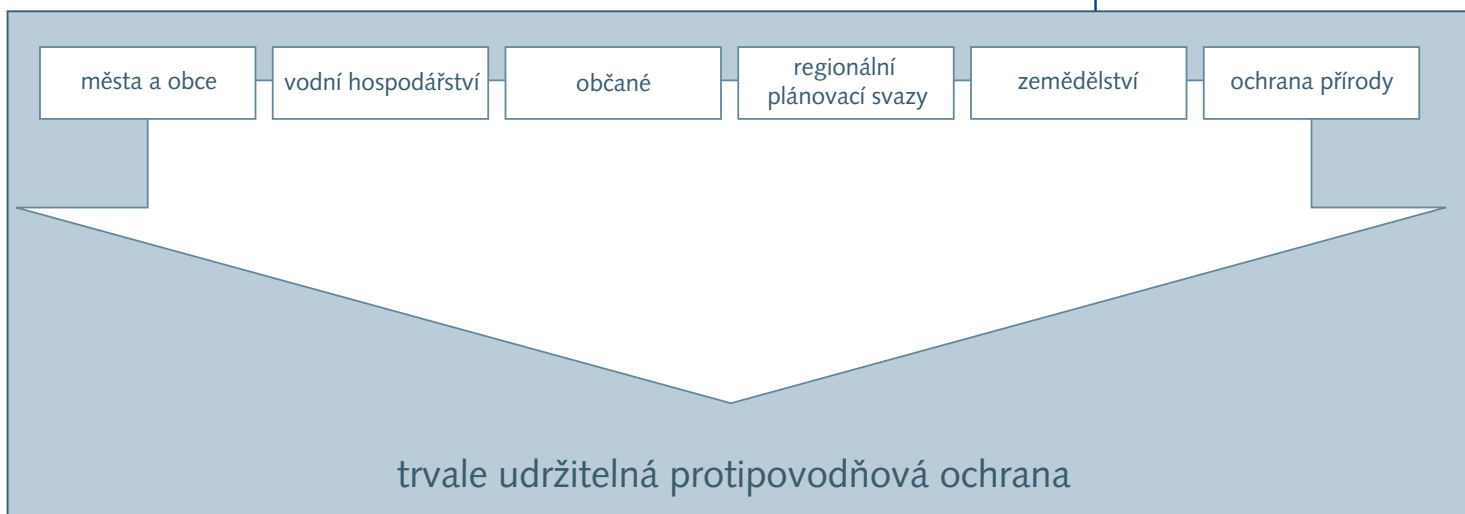 města a obce
vodní hospodářství
občané
regionální
plánovací svazy
zemědělství
ochrana přírody
trvale udržitelná protipovodňová ochrana